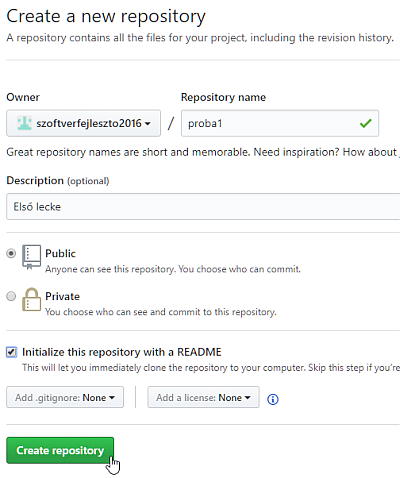 Create a new repository
A repository contains all the files for your project, including the revision history.
Owner
Repository name
szoftverfejleszto2016 / proba1
Great repository names are short and memorable. Need inspiration? How about
Description (optional)
Első lecke
Public
Anyone can see this repository. You choose who can commit.
Private
You choose who can see and commit to this repository.
Initialize this repository with a README
This will let you immediately clone the repository to your computer. Skip this step if you're
Add .gitignore: None
Add a license: None
Create repository